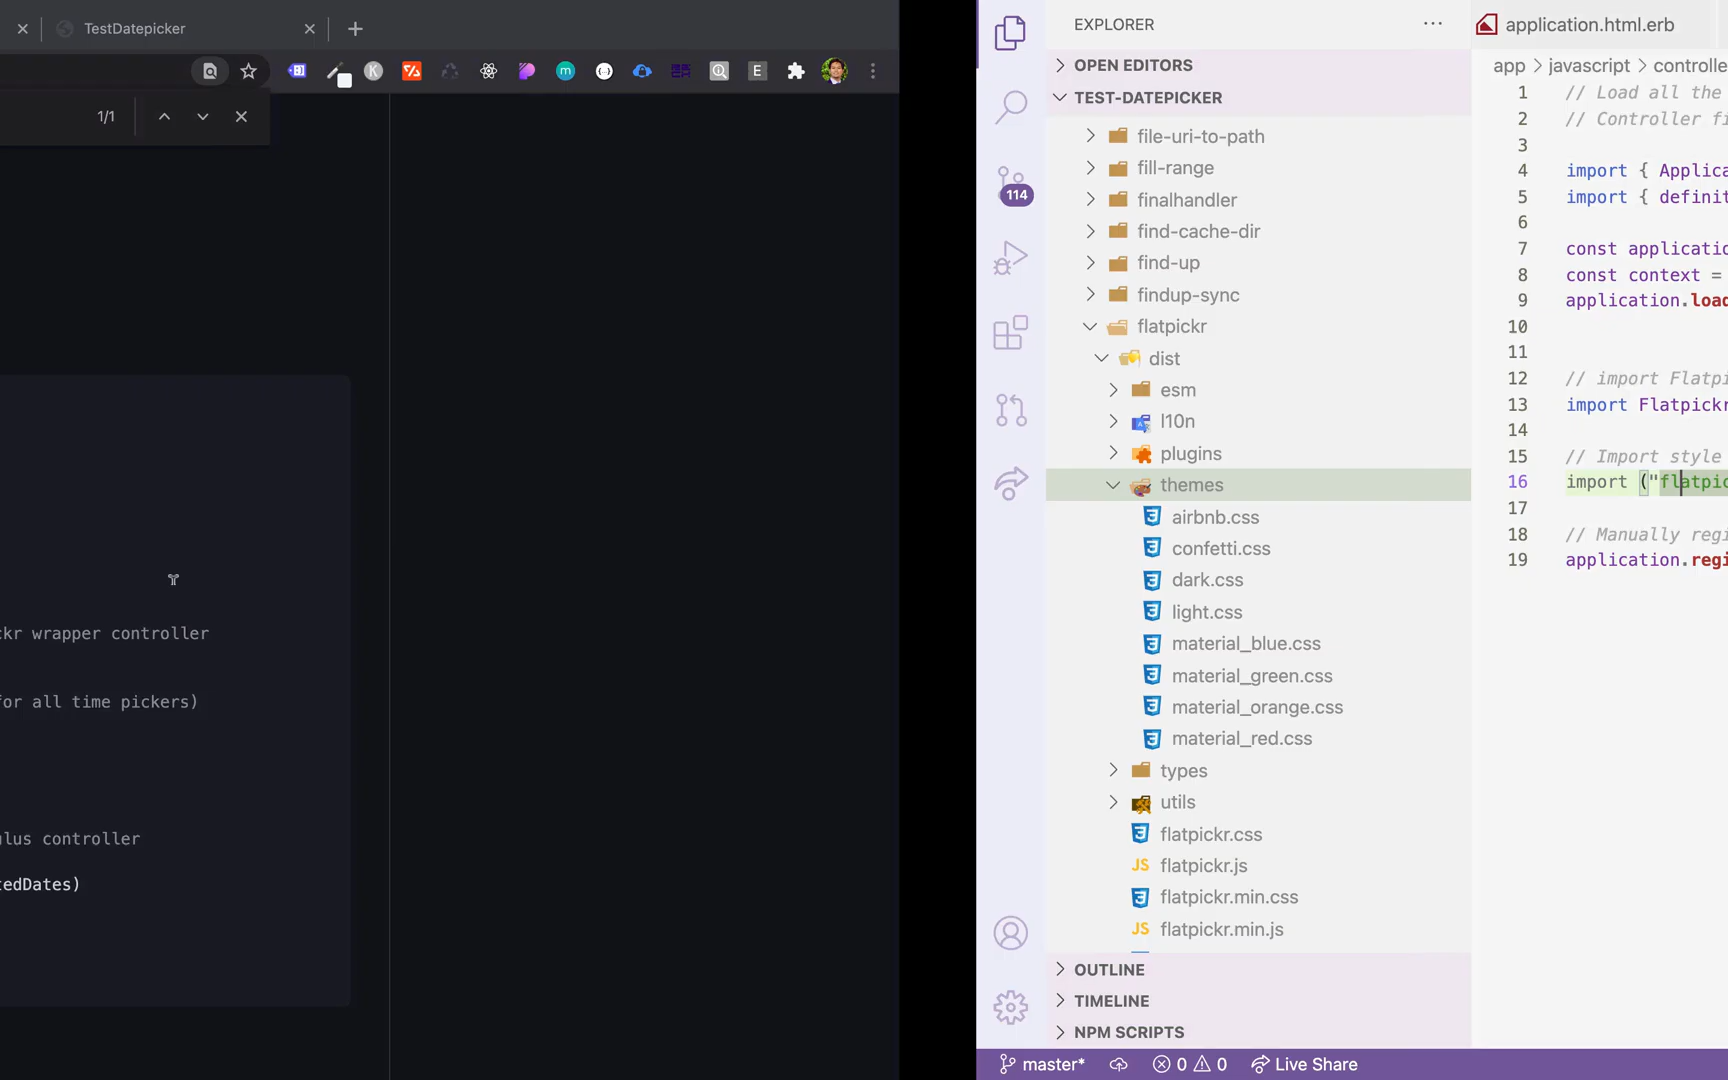 TestDatepicker
1/1
ckr wrapper controller
for all time pickers)
lus controller
tedDates)
EXPLORER
OPEN EDITORS
TEST-DATEPICKER
file-uri-to-path
fill-range
finalhandler
find-cache-dir
find-up
findup-sync
flatpickr
dist
esm
l10n
plugins
themes
airbnb.css
confetti.css
dark.css
light.css
material_blue.css
material_green.css
material_orange.css
material_red.css
types
utils
flatpickr.css
JS flatpickr.js
flatpickr.min.css
JS flatpickr.min.js
OUTLINE
TIMELINE
NPM SCRIPTS
114
application.html.erb
app > javascript > controlle
1 // Load all the
2 // Controller fi
3
4 import { Applica
5 import { definit
6
7 const applicatio
8 const context =
9 application.load
10
11
12 // import Flatpi
13 import Flatpickr
14
15 // Import style
16 import ("flatpic
17
18 // Manually regi
19 application.regi
master* 0 0 Live Share